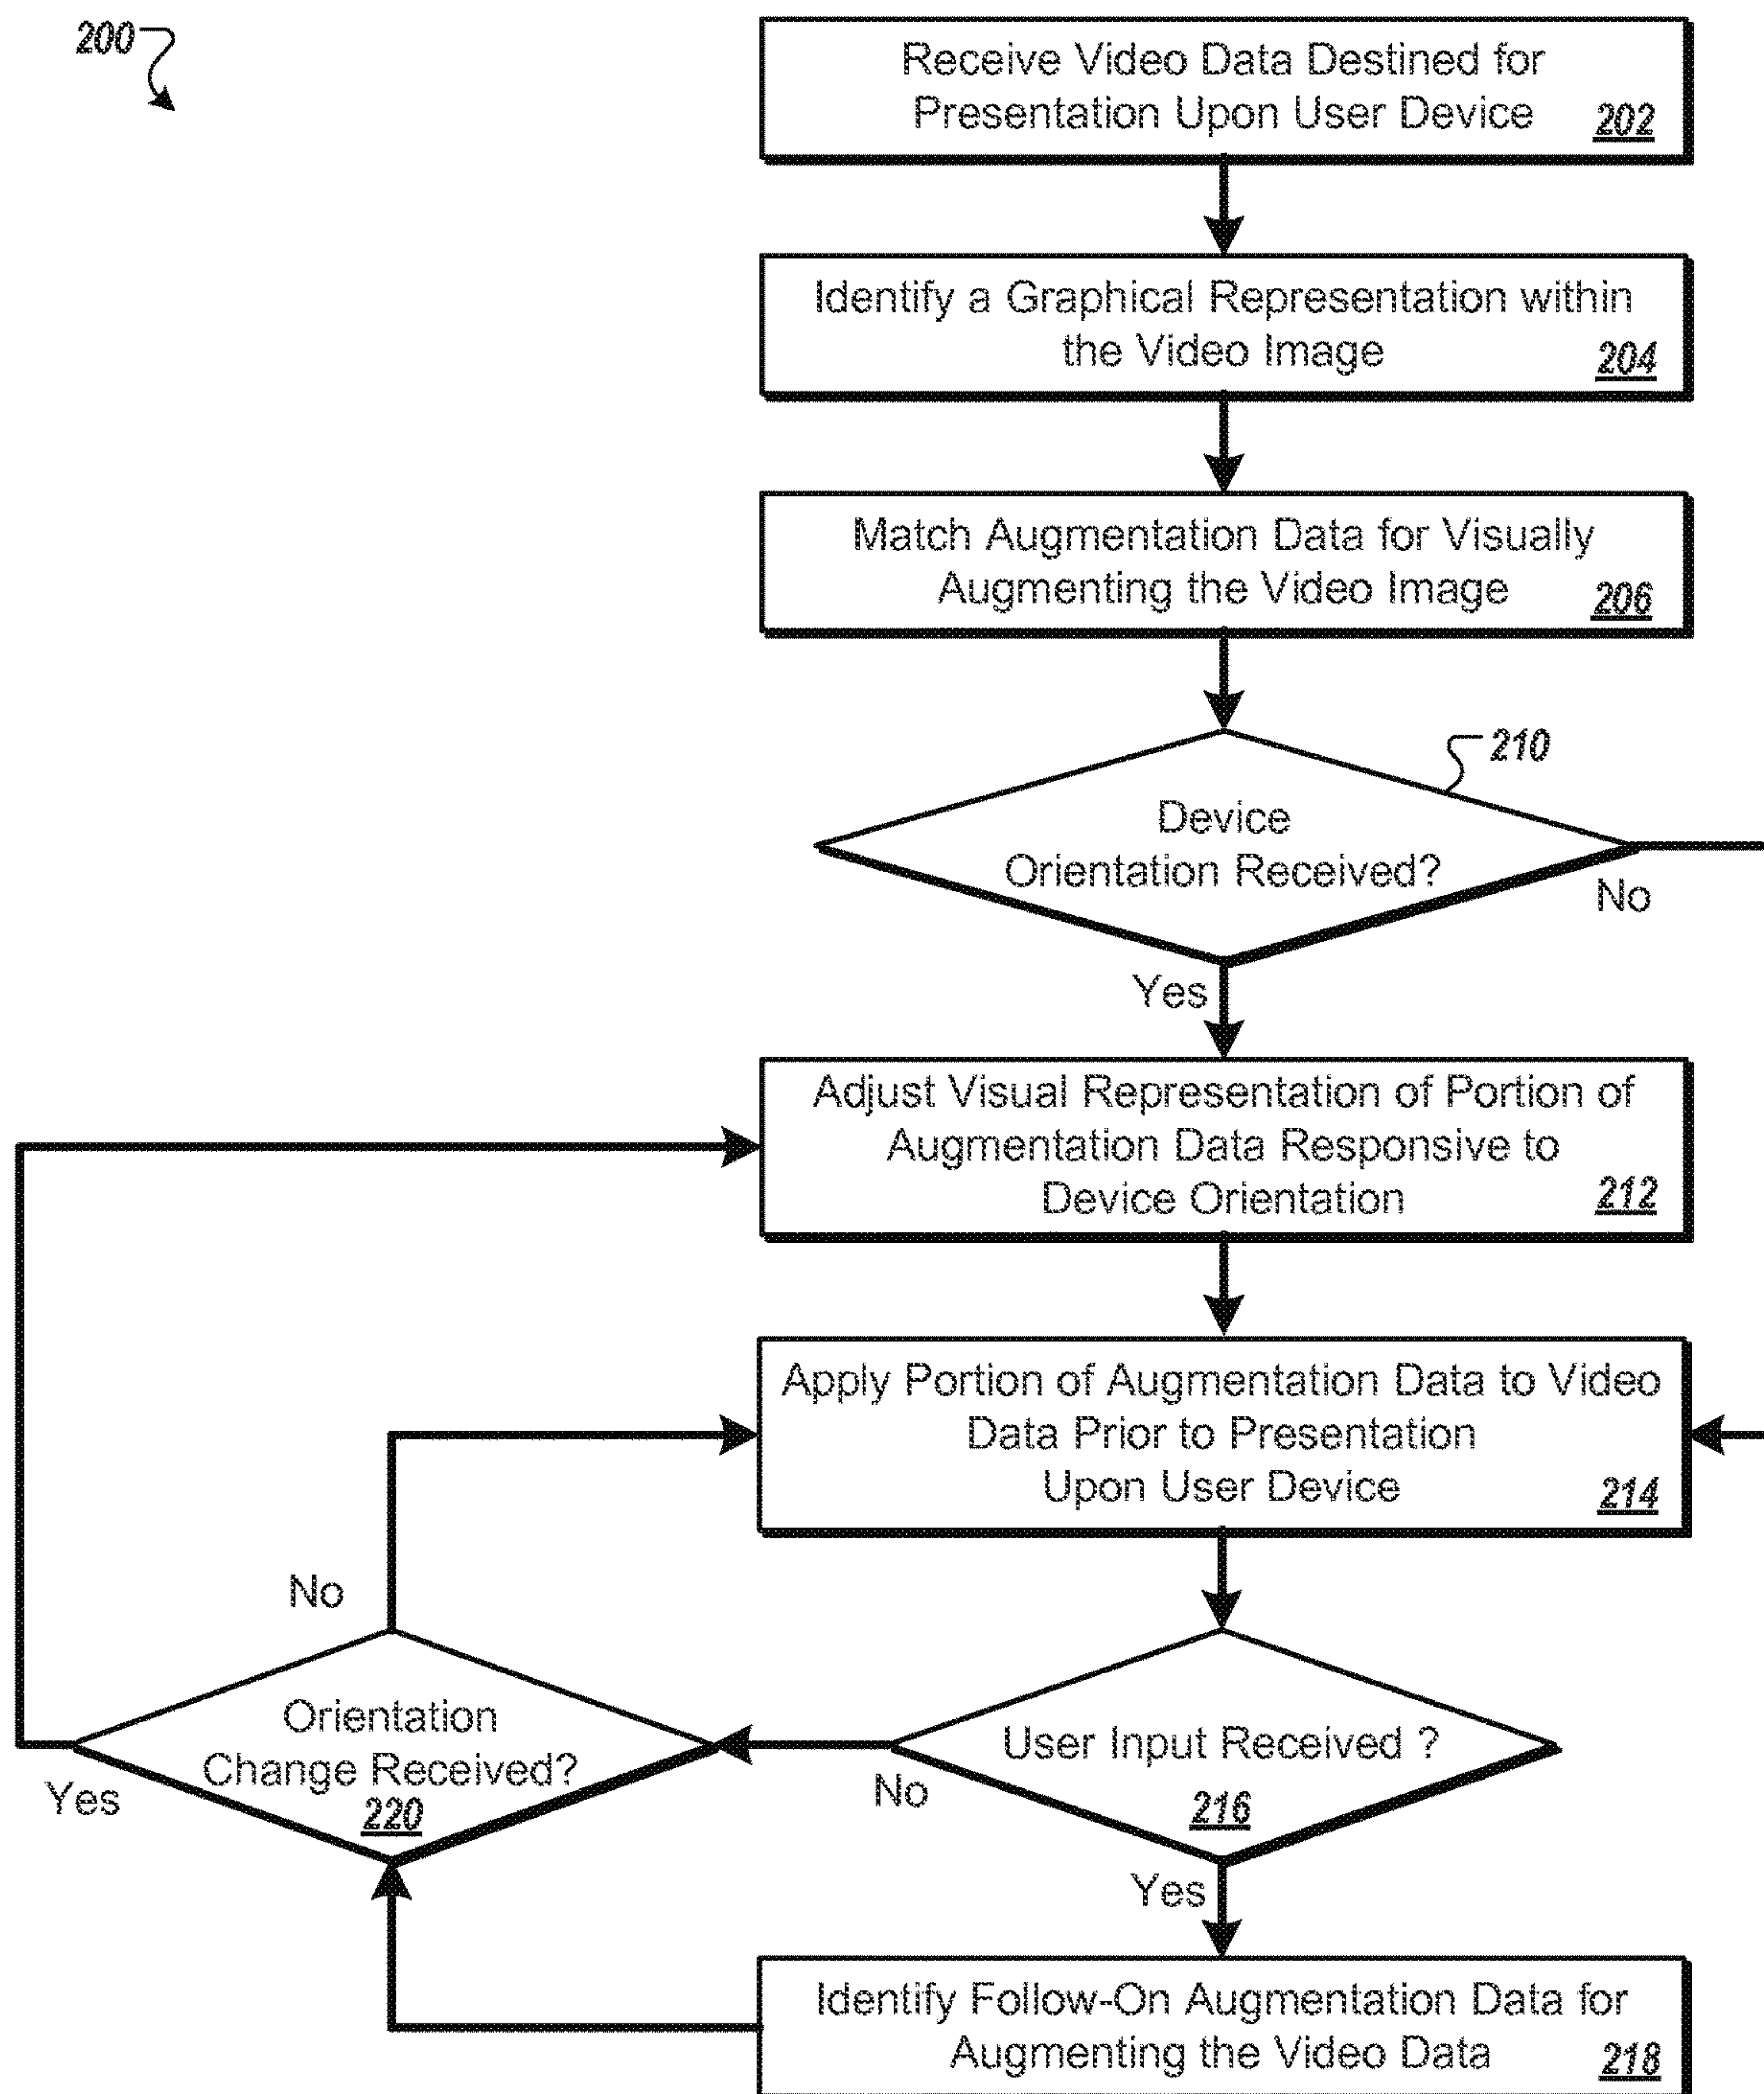 200
Receive Video Data Destined for
Presentation Upon User Device
202
Identify a Graphical Representation within
the Video Image
204
Match Augmentation Data for Visually
Augmenting the Video Image
206
210
Device
Orientation Received?
No
Yes
Adjust Visual Representation of Portion of
Augmentation Data Responsive to
Device Orientation
212
Apply Portion of Augmentation Data to Video
Data Prior to Presentation
Upon User Device
214
No
Orientation
Change Received?
220
Yes
User Input Received ?
216
No
Yes
Identify Follow-On Augmentation Data for
Augmenting the Video Data
218